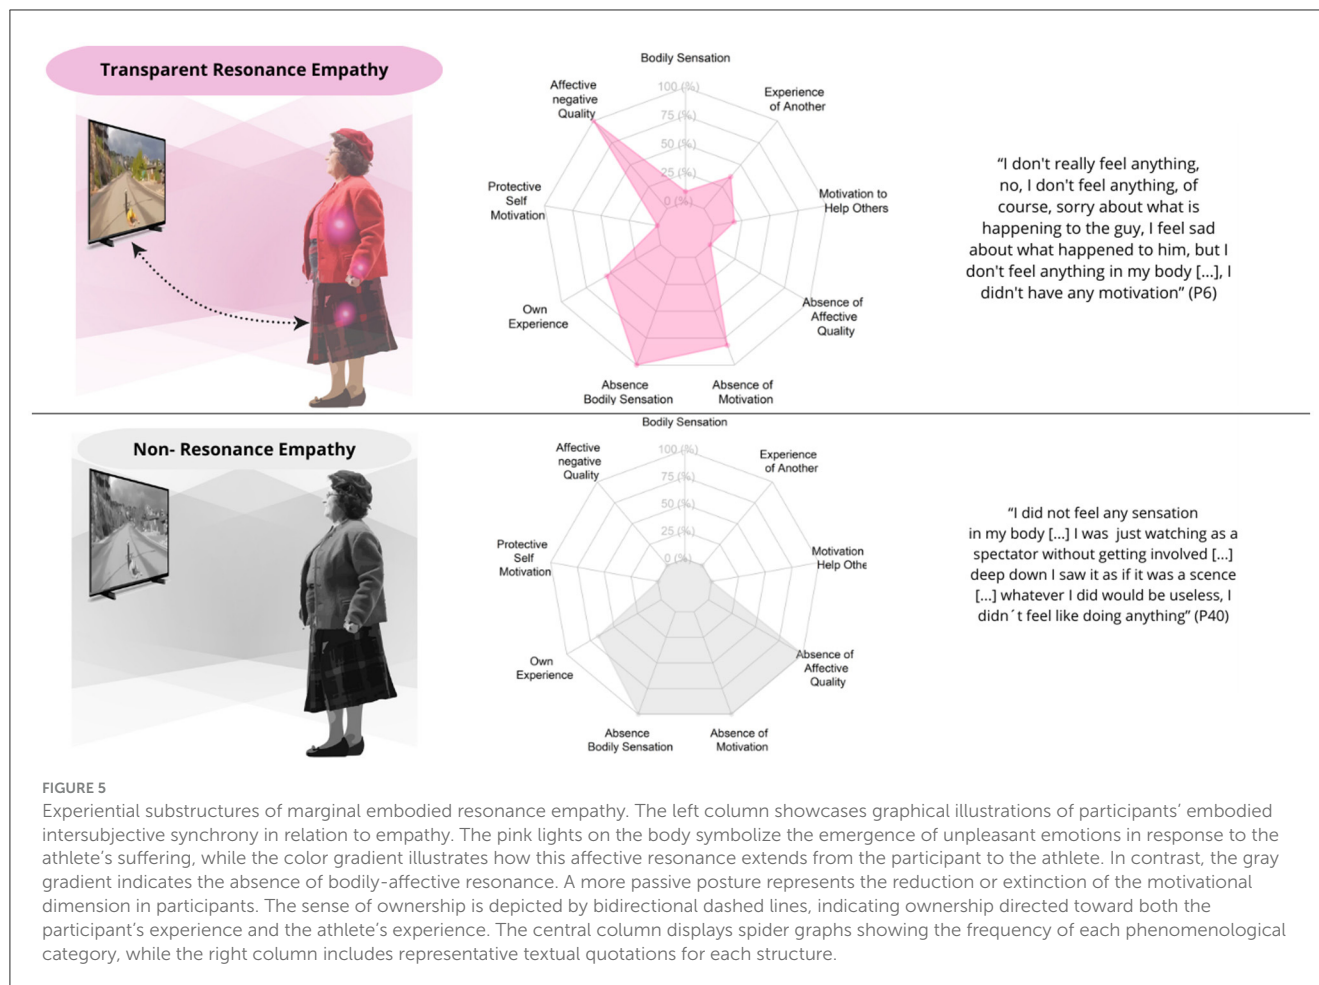 Transparent Resonance Empathy
Bodily Sensation
Affective
negative
Quality
Experience
of Another
100 (%)
75 (%)
50 (%)
25 (%)
0 (%)
Protective
Self
Motivation
Motivation to
Help Others
Own
Experience
Absence of
Affective
Quality
Absence
Bodily Sensation
Absence of
Motivation
“I don't really feel anything,
no, I don't feel anything, of
course, sorry about what is
happening to the guy, I feel sad
about what happened to him, but I
don't feel anything in my body [...], I
didn't have any motivation” (P6)
Non- Resonance Empathy
Bodily Sensation
Affective
negative
Quality
Experience
of Another
100 (%)
75 (%)
50 (%)
25 (%)
0 (%)
Protective
Self
Motivation
Motivation
Help Othe
Own
Experience
Absence of
Affective
Quality
Absence
Bodily Sensation
Absence of
Motivation
“I did not feel any sensation
in my body [...] I was just watching as a
spectator without getting involved [...]
deep down I saw it as if it was a scence
[...] whatever I did would be useless, I
didn´t feel like doing anything” (P40)
FIGURE 5
Experiential substructures of marginal embodied resonance empathy. The left column showcases graphical illustrations of participants’ embodied
intersubjective synchrony in relation to empathy. The pink lights on the body symbolize the emergence of unpleasant emotions in response to the
athlete’s suffering, while the color gradient illustrates how this affective resonance extends from the participant to the athlete. In contrast, the gray
gradient indicates the absence of bodily-affective resonance. A more passive posture represents the reduction or extinction of the motivational
dimension in participants. The sense of ownership is depicted by bidirectional dashed lines, indicating ownership directed toward both the
participant’s experience and the athlete’s experience. The central column displays spider graphs showing the frequency of each phenomenological
category, while the right column includes representative textual quotations for each structure.